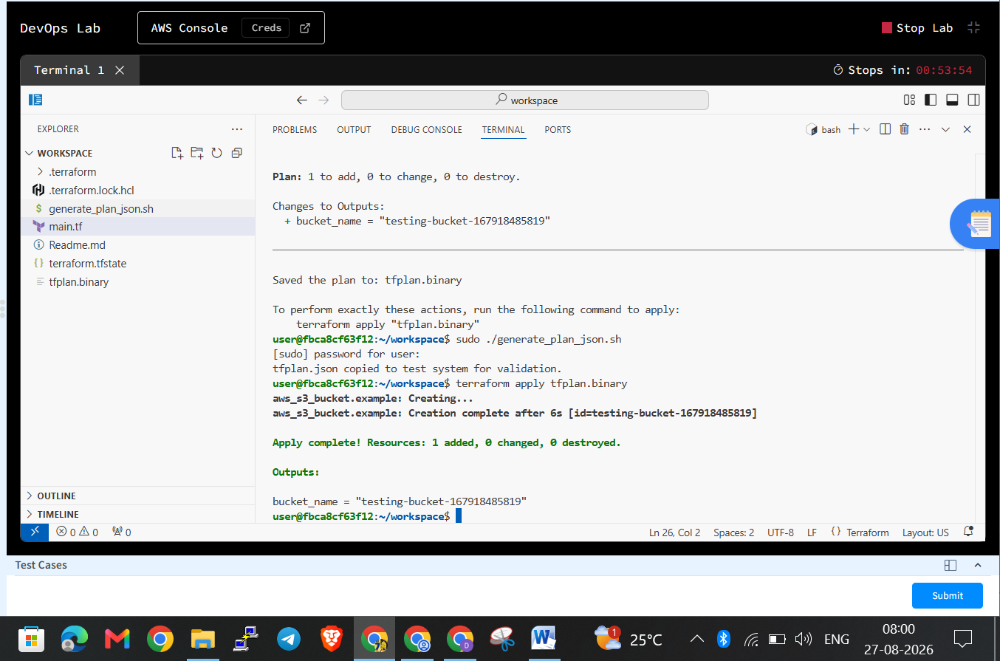 DevOps Lab
AWS Console Creds
Stop Lab
Terminal 1
Stops in: 00:53:54
workspace
EXPLORER
PROBLEMS OUTPUT DEBUG CONSOLE TERMINAL PORTS
bash
WORKSPACE
.terraform
.terraform.lock.hcl
generate_plan_json.sh
main.tf
Readme.md
terraform.tfstate
tfplan.binary
OUTLINE
TIMELINE
Plan: 1 to add, 0 to change, 0 to destroy.
Changes to Outputs:
+ bucket_name = "testing-bucket-167918485819"
Saved the plan to: tfplan.binary
To perform exactly these actions, run the following command to apply:
terraform apply "tfplan.binary"
user@fbca8cf63f12:~/workspace$ sudo ./generate_plan_json.sh
[sudo] password for user:
tfplan.json copied to test system for validation.
user@fbca8cf63f12:~/workspace$ terraform apply tfplan.binary
aws_s3_bucket.example: Creating...
aws_s3_bucket.example: Creation complete after 6s [id=testing-bucket-167918485819]
Apply complete! Resources: 1 added, 0 changed, 0 destroyed.
Outputs:
bucket_name = "testing-bucket-167918485819"
user@fbca8cf63f12:~/workspace$
0 0 0
Ln 26, Col 2 Spaces: 2 UTF-8 LF {} Terraform Layout: US
Test Cases
Submit
1
25°C
ENG
08:00
27-08-2026